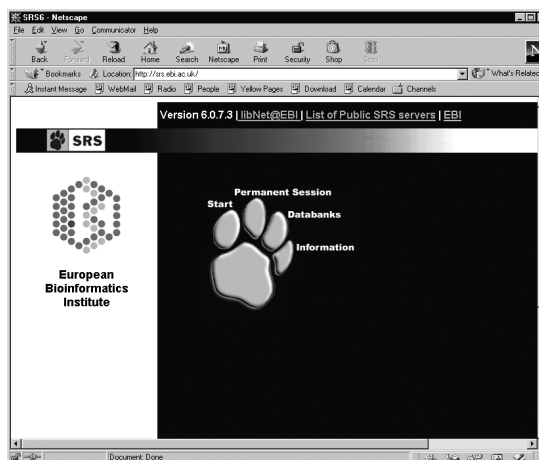 SRS6 - Netscape
File Edit View Go Communicator Help
Back Forward Reload Home Search Netscape Print Security Shop Stop
Bookmarks Location: http://srs.ebi.ac.uk/ What's Related
Instant Message WebMail Radio People Yellow Pages Download Calendar Channels
Version 6.0.7.3 | libNet@EBI | List of Public SRS servers | EBI
SRS
Permanent Session
Start
Databanks
Information
European
Bioinformatics
Institute
Document: Done